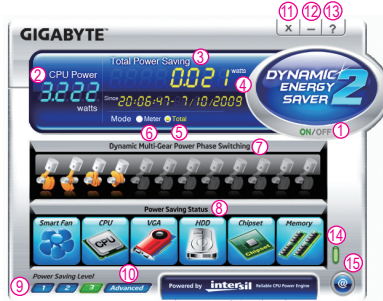 11 12 13
GIGABYTE™
X – ?
Total Power Saving 3
2 CPU Power
3.222
watts
0.021 watts
4
Since 20:06:47- 7/10/2009
Mode Meter Total
6 5
DYNAMIC
ENERGY
SAVER 2
ON/OFF 1
Dynamic Multi-Gear Power Phase Switching 7
Power Saving Status 8
Smart Fan CPU VGA HDD Chipset Memory
CPU Chipset
14
10 15
Power Saving Level
9 1 2 3 Advanced
Powered by intersil Reliable CPU Power Engine
@